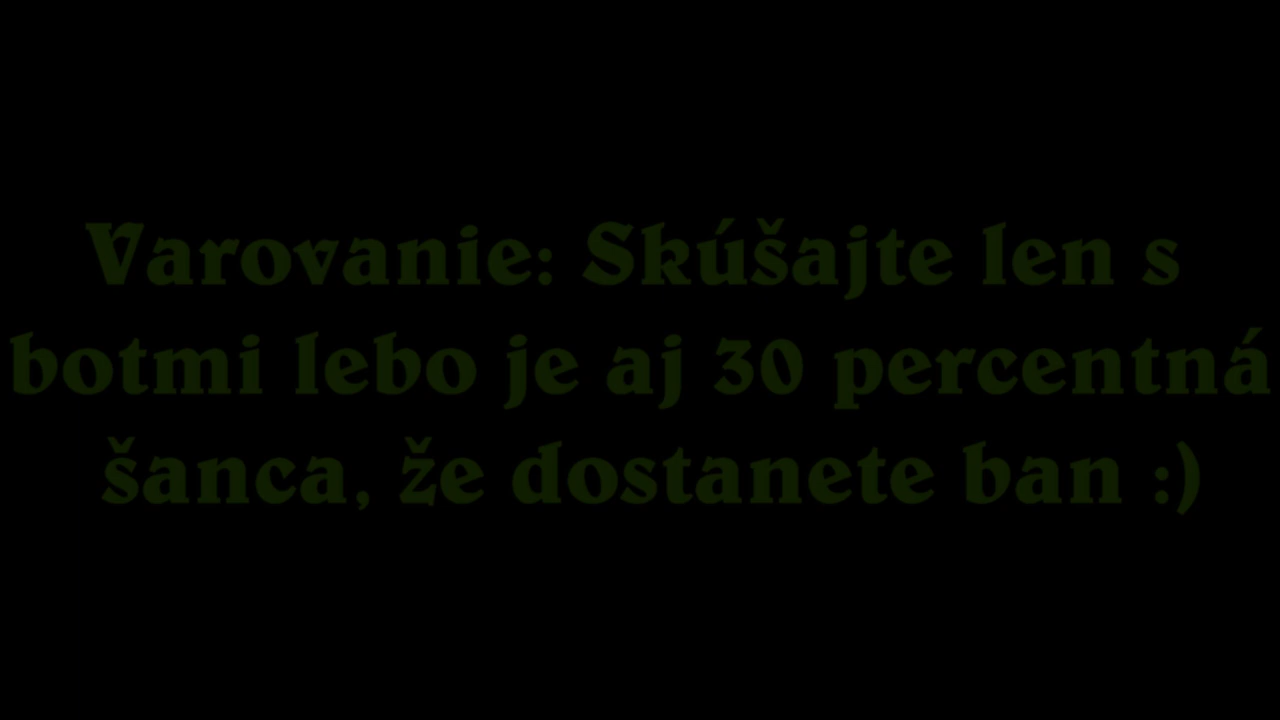 Varovanie: Skúšajte len s
botmi lebo je aj 30 percentná
šanca, že dostanete ban :)